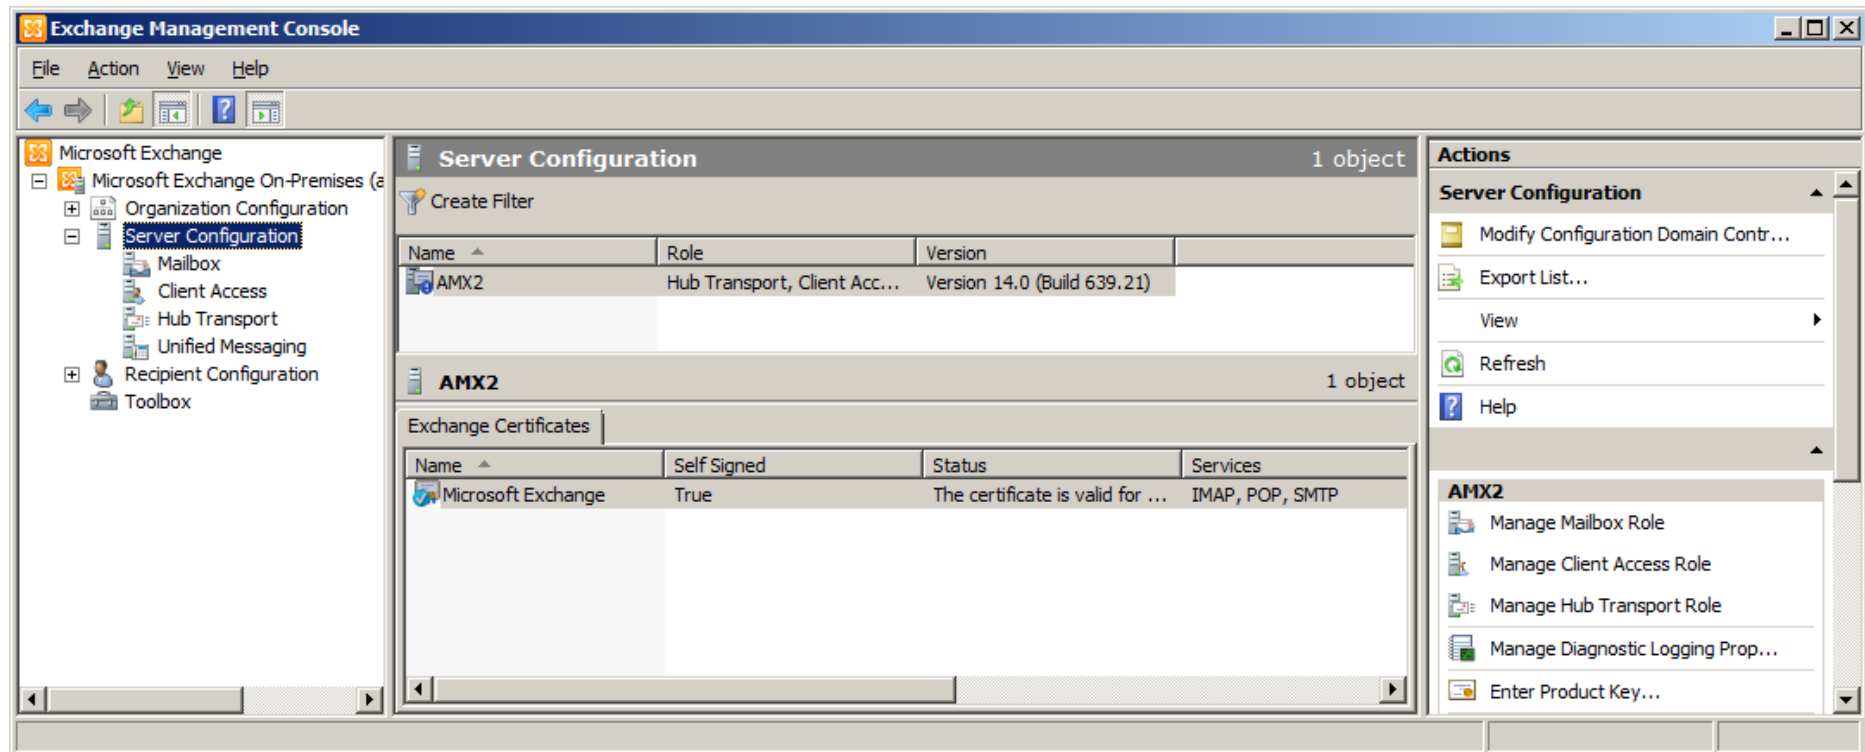 Exchange Management Console
File Action View Help
Microsoft Exchange
Microsoft Exchange On-Premises (a
Organization Configuration
Server Configuration
Mailbox
Client Access
Hub Transport
Unified Messaging
Recipient Configuration
Toolbox
Server Configuration 1 object
Create Filter
Name Role Version
AMX2 Hub Transport, Client Acc... Version 14.0 (Build 639.21)
AMX2 1 object
Exchange Certificates
Name Self Signed Status Services
Microsoft Exchange True The certificate is valid for ... IMAP, POP, SMTP
Actions
Server Configuration
Modify Configuration Domain Contr...
Export List...
View
Refresh
Help
AMX2
Manage Mailbox Role
Manage Client Access Role
Manage Hub Transport Role
Manage Diagnostic Logging Prop...
Enter Product Key...